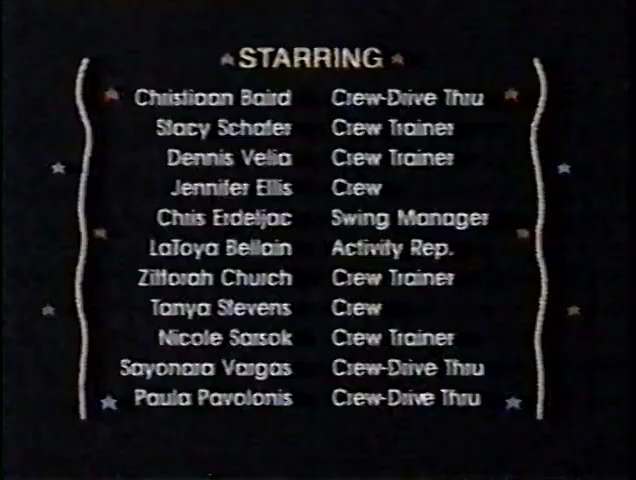 STARRING
Christiaan Baird Crew-Drive Thru
Stacy Schafer Crew Trainer
Dennis Velia Crew Trainer
Jennifer Ellis Crew
Chris Erdeljac Swing Manager
LaToya Bellain Activity Rep.
Zittorah Church Crew Trainer
Tanya Stevens Crew
Nicole Sarsok Crew Trainer
Sayonara Vargas Crew-Drive Thru
Paula Pavolonis Crew-Drive Thru